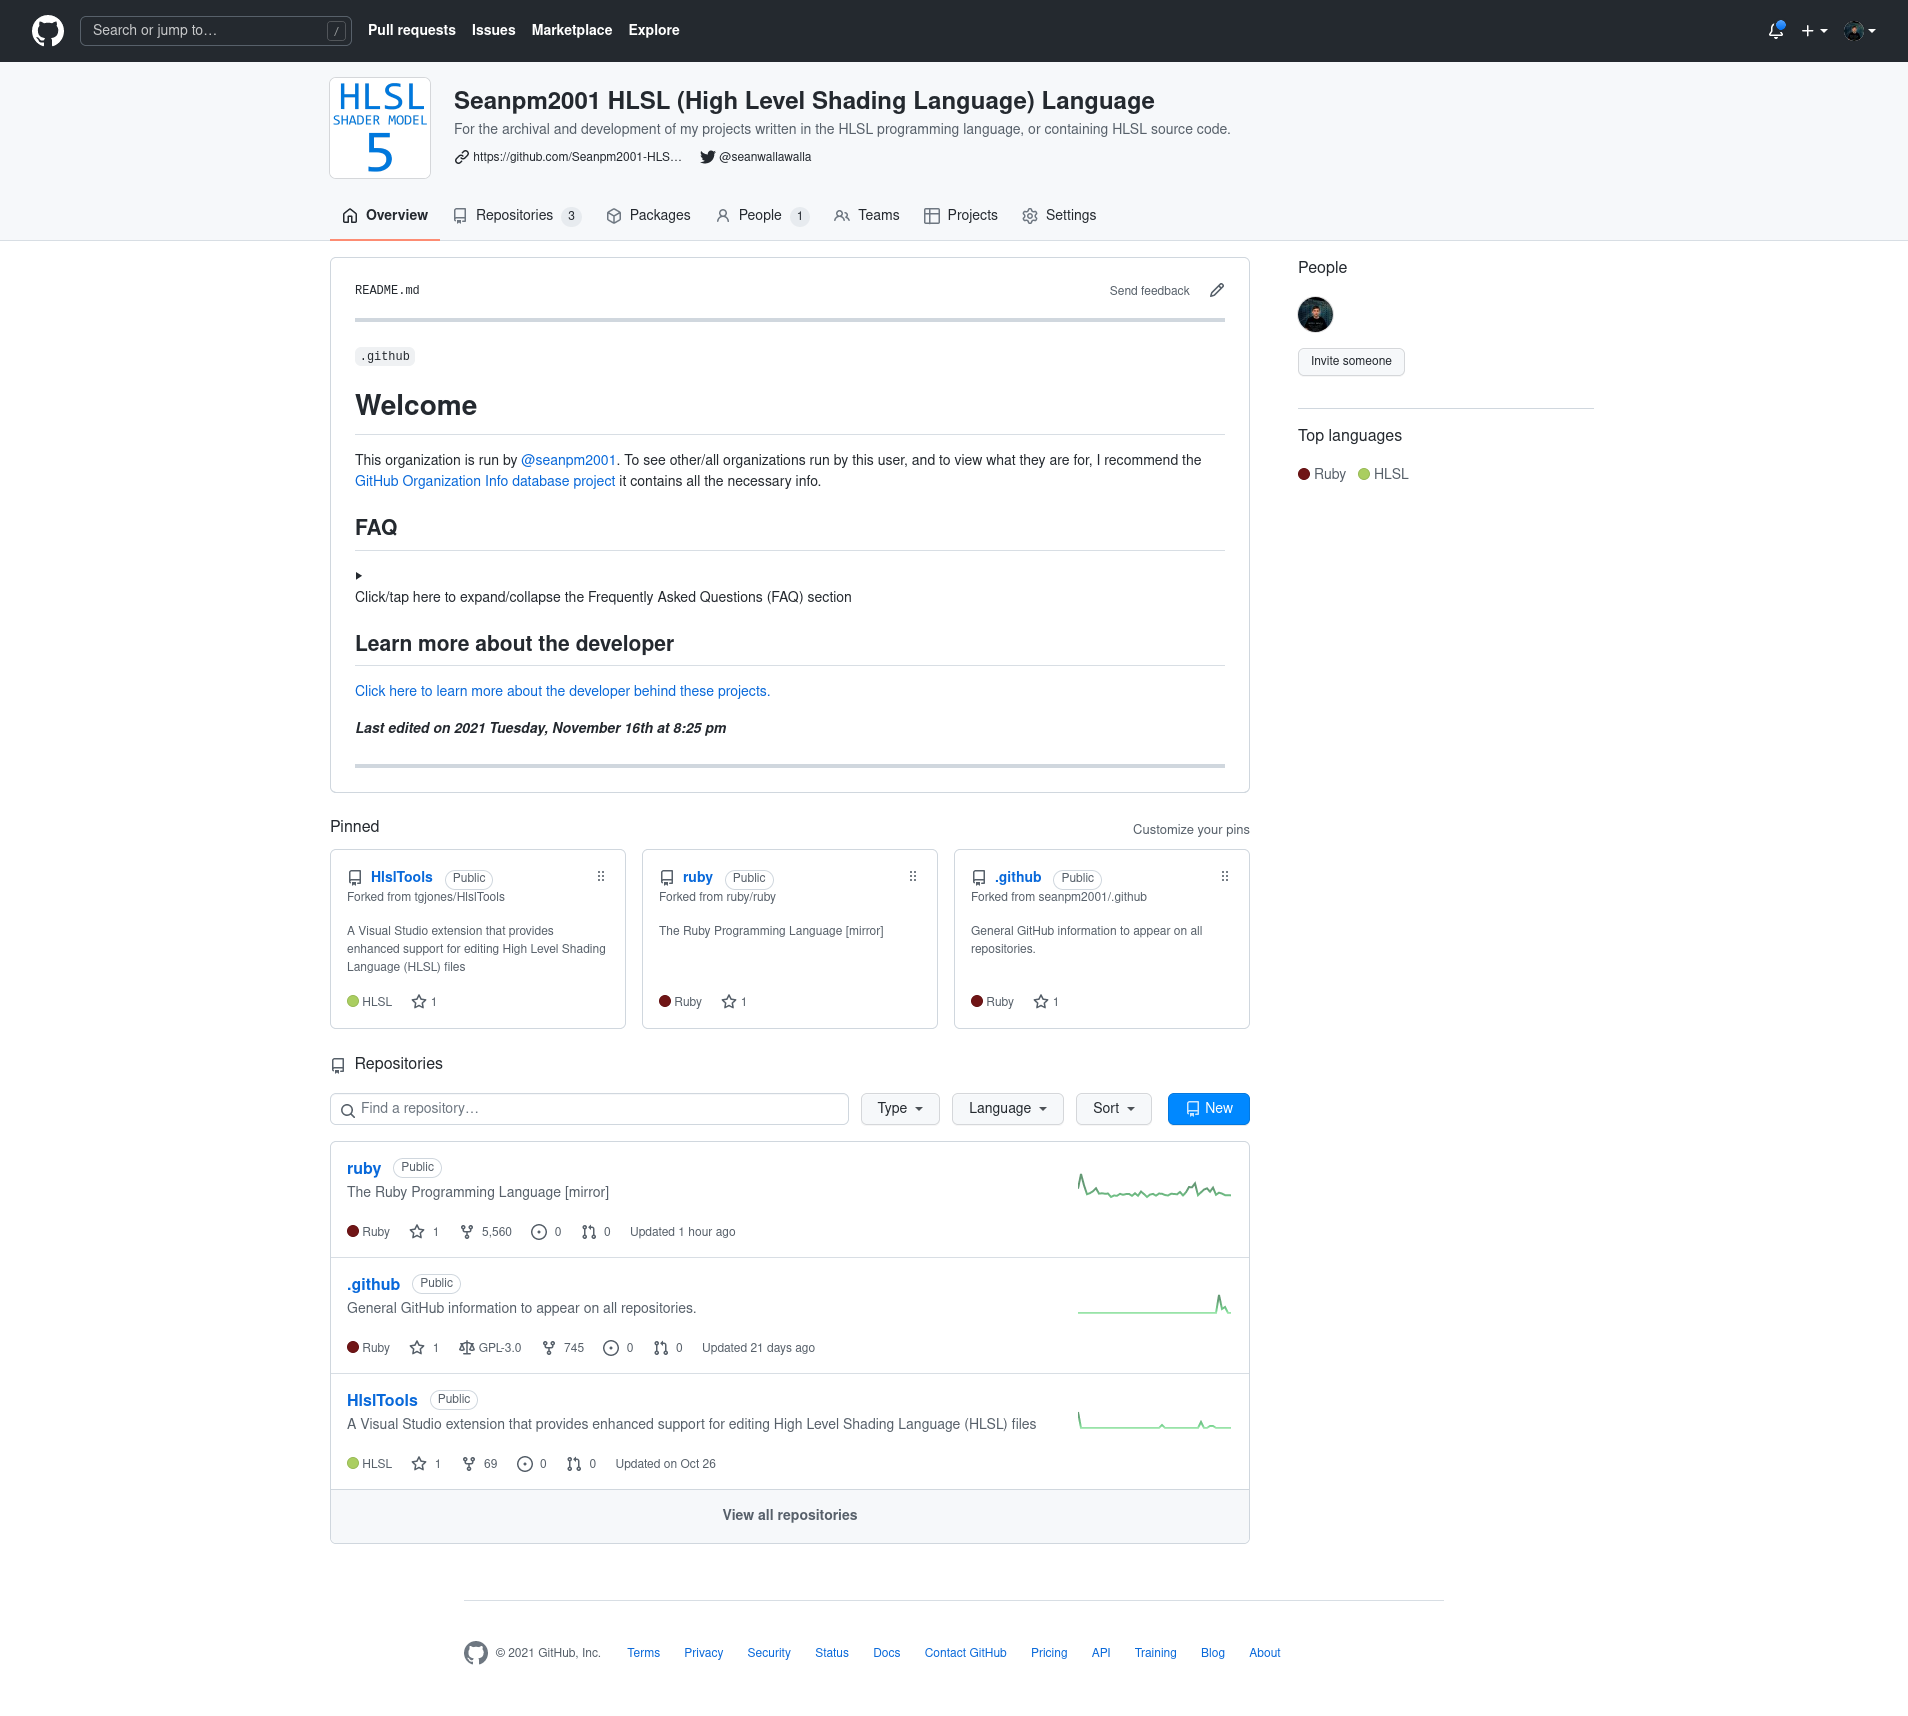 Search or jump to… /
Pull requests Issues Marketplace Explore
HLSL
SHADER MODEL
5
Seanpm2001 HLSL (High Level Shading Language) Language
For the archival and development of my projects written in the HLSL programming language, or containing HLSL source code.
https://github.com/Seanpm2001-HLS… @seanwallawalla
Overview Repositories 3 Packages People 1 Teams Projects Settings
README.md Send feedback
.github
Welcome
This organization is run by @seanpm2001. To see other/all organizations run by this user, and to view what they are for, I recommend the
GitHub Organization Info database project it contains all the necessary info.
FAQ
Click/tap here to expand/collapse the Frequently Asked Questions (FAQ) section
Learn more about the developer
Click here to learn more about the developer behind these projects.
Last edited on 2021 Tuesday, November 16th at 8:25 pm
People
Invite someone
Top languages
Ruby HLSL
Pinned Customize your pins
HlslTools Public
Forked from tgjones/HlslTools
A Visual Studio extension that provides
enhanced support for editing High Level Shading
Language (HLSL) files
HLSL 1
ruby Public
Forked from ruby/ruby
The Ruby Programming Language [mirror]
Ruby 1
.github Public
Forked from seanpm2001/.github
General GitHub information to appear on all
repositories.
Ruby 1
Repositories
Find a repository… Type Language Sort New
ruby Public
The Ruby Programming Language [mirror]
Ruby 1 5,560 0 0 Updated 1 hour ago
.github Public
General GitHub information to appear on all repositories.
Ruby 1 GPL-3.0 745 0 0 Updated 21 days ago
HlslTools Public
A Visual Studio extension that provides enhanced support for editing High Level Shading Language (HLSL) files
HLSL 1 69 0 0 Updated on Oct 26
View all repositories
© 2021 GitHub, Inc. Terms Privacy Security Status Docs Contact GitHub Pricing API Training Blog About